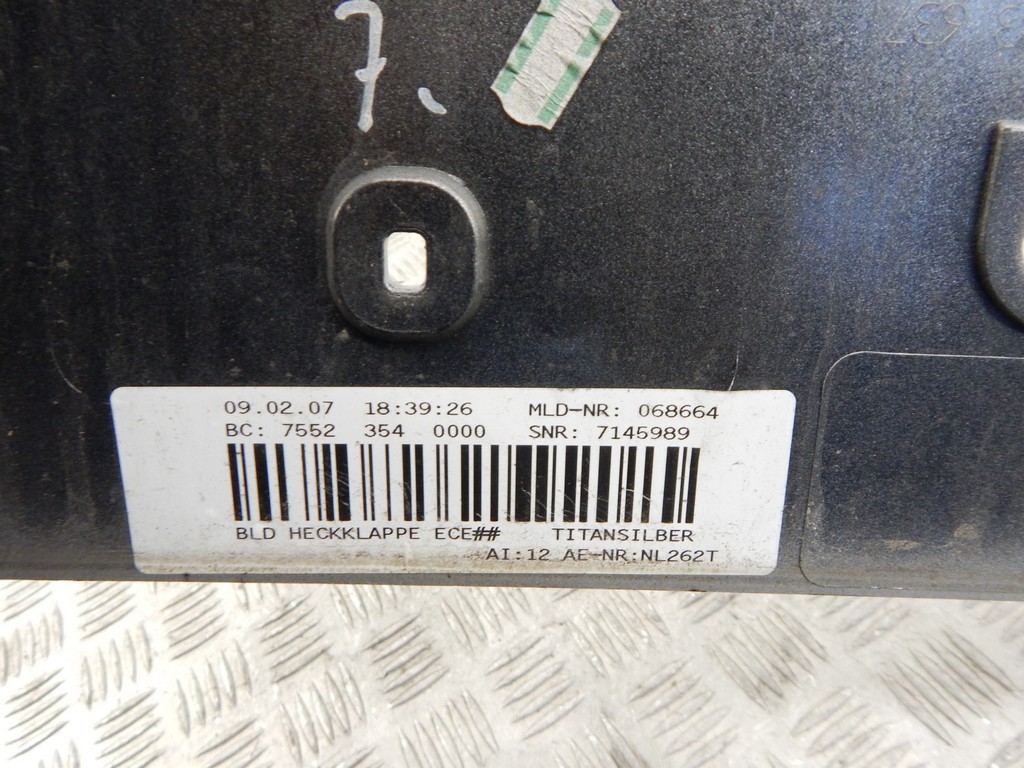 7.
637
09.02.07 18:39:26 MLD-NR: 068664
BC: 7552 354 0000 SNR: 7145989
BLD HECKKLAPPE ECE## TITANSILBER
AI:12 AE-NR:NL262T